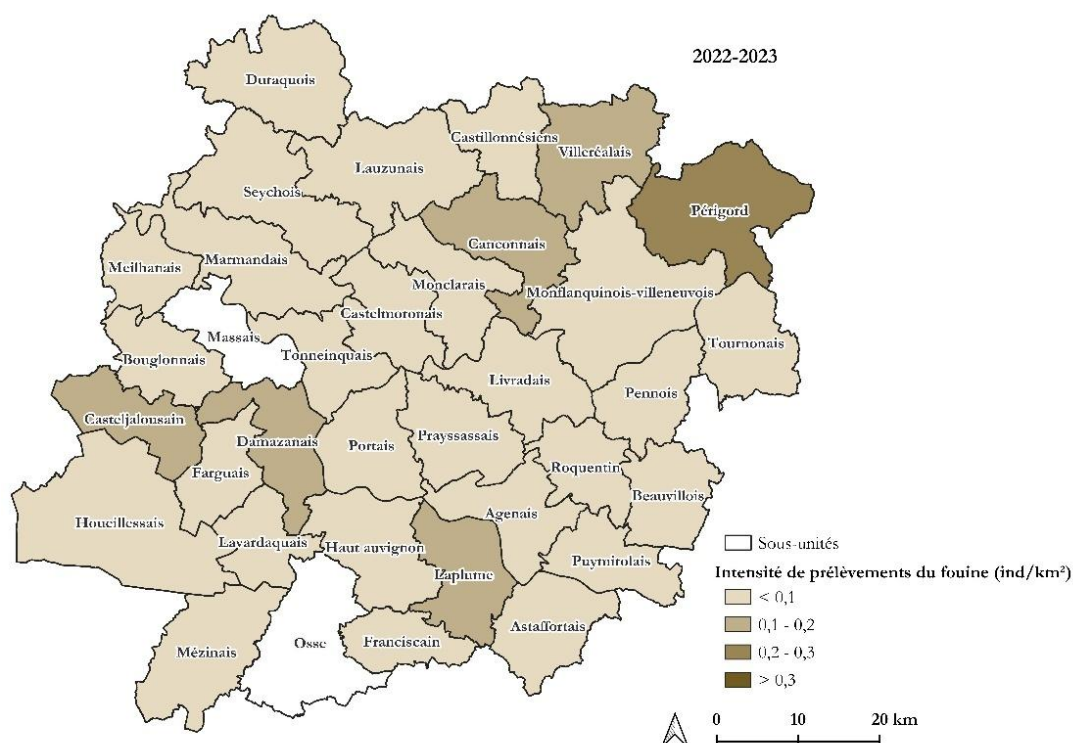 2022-2023
Duraquois
Castillonnésiens
Villeréalais
Lauzunais
Seychois
Périgord
Canconnais
Marmandais
Meilhanais
Monclarais
Monflanquinois-villeneuvois
Castelmoronais
Massais
Tonneinquais
Tournonais
Bouglonnais
Livradais
Pennois
Casteljalousain
Damazanais
Portais
Prayssassais
Farguais
Roquentin
Beauvillois
Houeillessais
Agenais
Lavardaquais
Haut auvignon
Puymirolais
Laplume
Astaffortais
Osse
Franciscain
Mézinais
Sous-unités
Intensité de prélèvements du fouine (ind/km²)
< 0,1
0,1 - 0,2
0,2 - 0,3
> 0,3
0 10 20 km